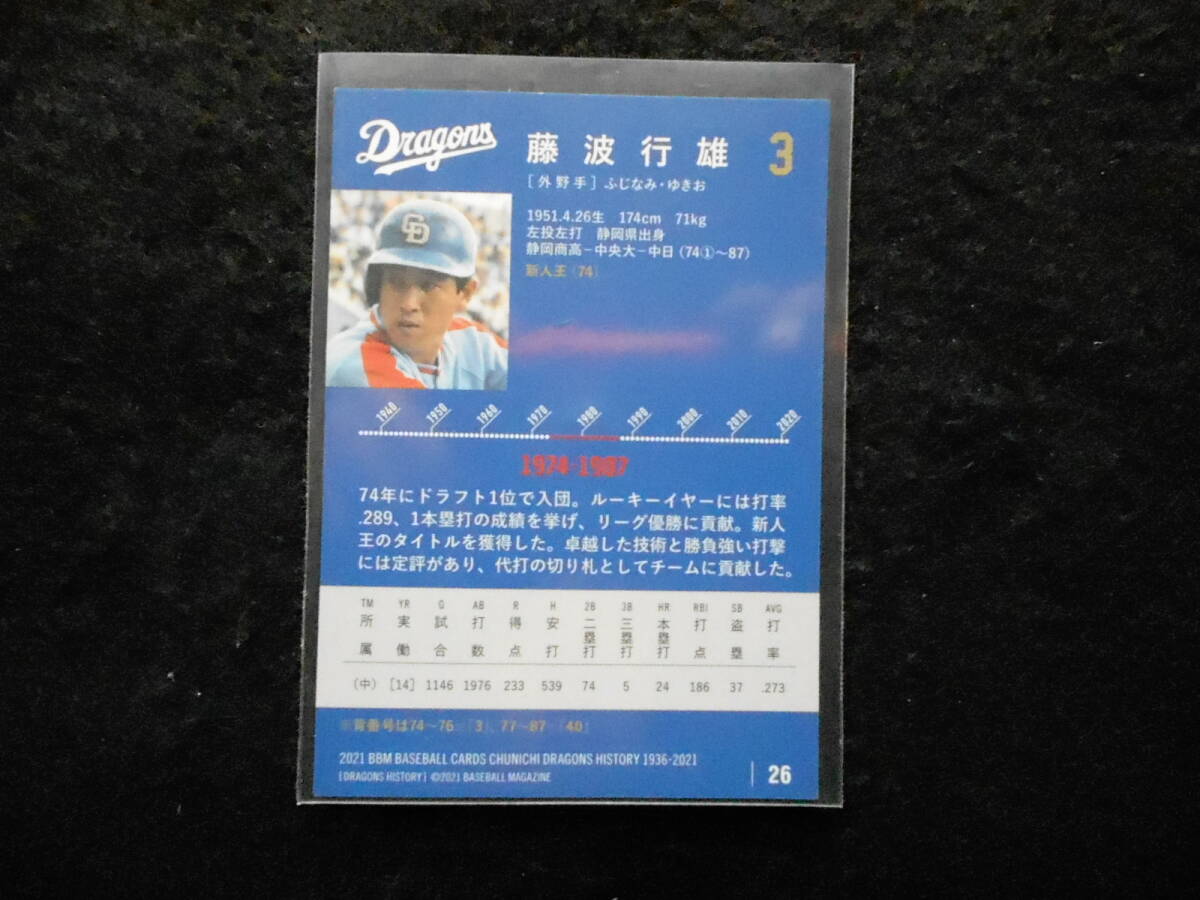 Dragons
藤波行雄 3
[外野手] ふじなみ・ゆきお
CD
1951.4.26生 174cm 71kg
左投左打 静岡県出身
静岡商高－中央大－中日(74①～87)
新人王(74)
1940 1950 1960 1970 1980 1990 2000 2010 2020
1974-1987
74年にドラフト1位で入団。ルーキーイヤーには打率
.289、1本塁打の成績を挙げ、リーグ優勝に貢献。新人
王のタイトルを獲得した。卓越した技術と勝負強い打撃
には定評があり、代打の切り札としてチームに貢献した。
TM YR G AB R H 2B 3B HR RBI SB AVG
所属 実働 試合 打数 得点 安打 二塁打 三塁打 本塁打 打点 盗塁 打率
(中) [14] 1146 1976 233 539 74 5 24 186 37 .273
※背番号は74～76=「3」、77～87=「40」
2021 BBM BASEBALL CARDS CHUNICHI DRAGONS HISTORY 1936-2021
[DRAGONS HISTORY] ©2021 BASEBALL MAGAZINE
26